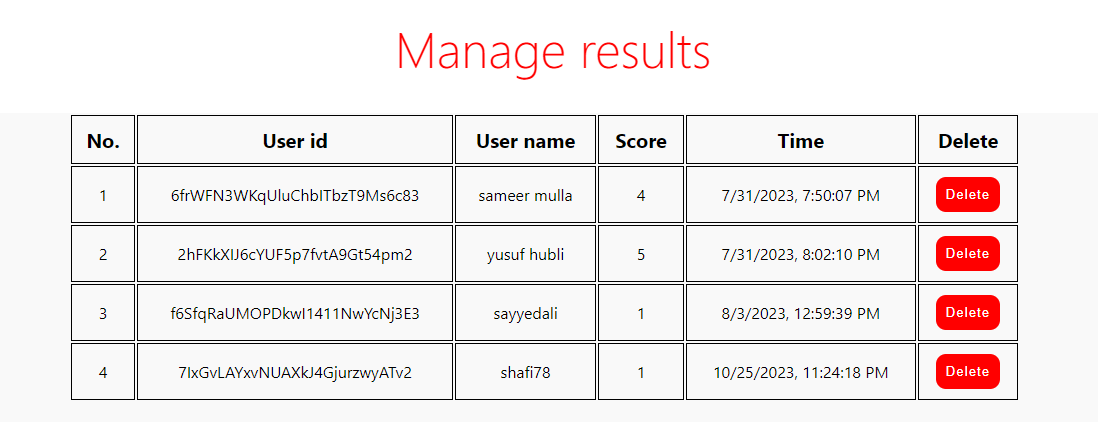 Manage results
No. User id User name Score Time Delete
1 6frWFN3WKqUluChbITbzT9Ms6c83 sameer mulla 4 7/31/2023, 7:50:07 PM Delete
2 2hFKkXIJ6cYUF5p7fvtA9Gt54pm2 yusuf hubli 5 7/31/2023, 8:02:10 PM Delete
3 f6SfqRaUMOPDkwI1411NwYcNj3E3 sayyedali 1 8/3/2023, 12:59:39 PM Delete
4 7IxGvLAYxvNUAXkJ4GjurzwyATv2 shafi78 1 10/25/2023, 11:24:18 PM Delete